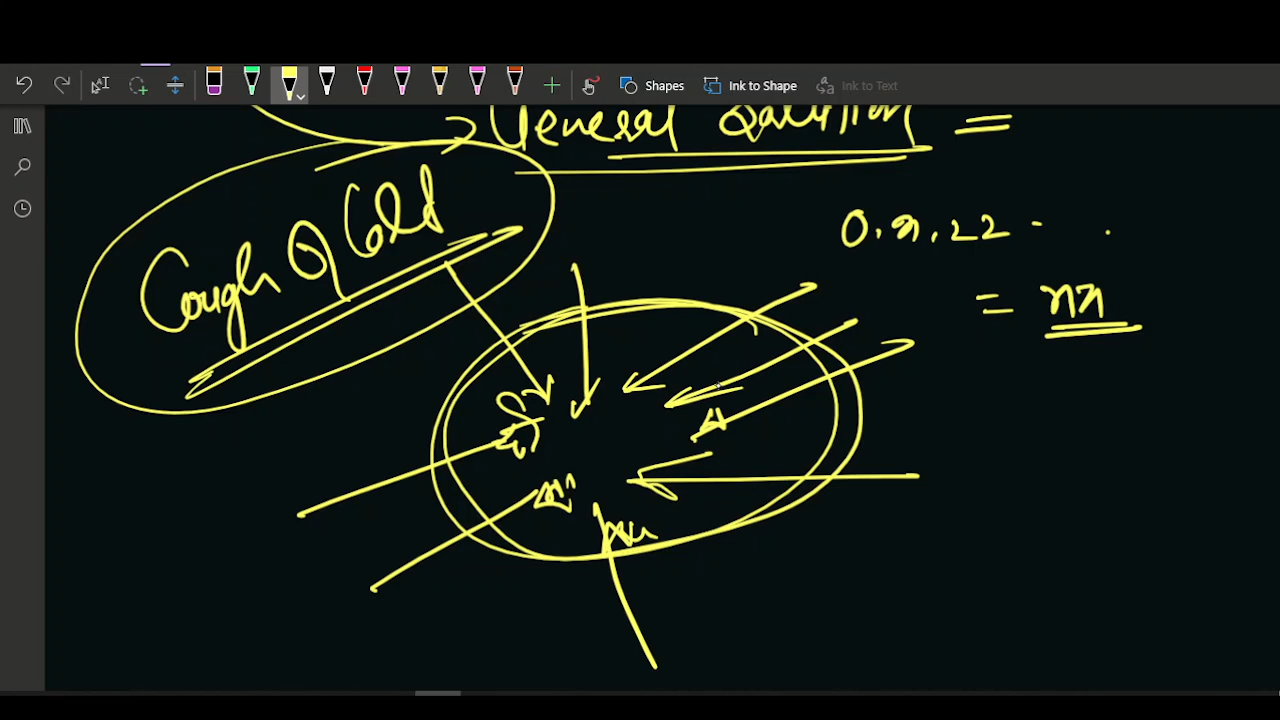 Shapes
Ink to Shape
Ink to Text
General Solution =
Cough & Cold
0, π, 2π - .
= nπ